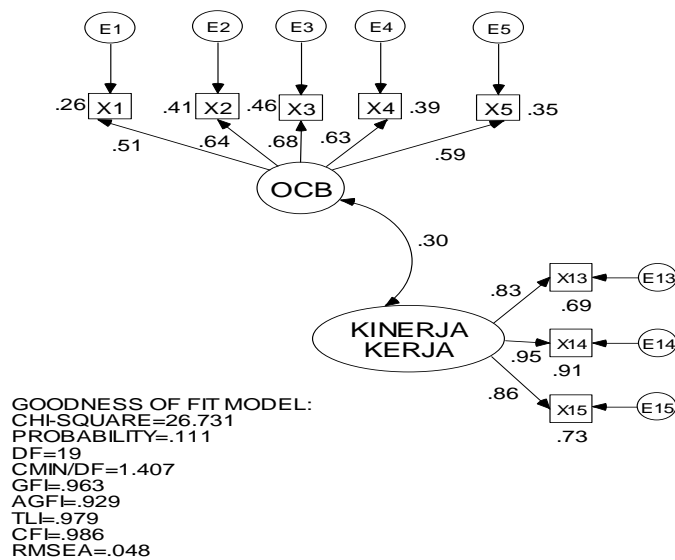 E1 E2 E3 E4 E5
.26 X1 .41 X2 .46 X3 X4 .39 X5 .35
.51 .64 .68 .63 .59
OCB
.30
X13 E13
.83 .69
KINERJA
KERJA
X14 E14
.95 .91
.86 X15 E15
.73
GOODNESS OF FIT MODEL:
CHI-SQUARE=26.731
PROBABILITY=.111
DF=19
CMIN/DF=1.407
GFI=.963
AGFI=.929
TLI=.979
CFI=.986
RMSEA=.048